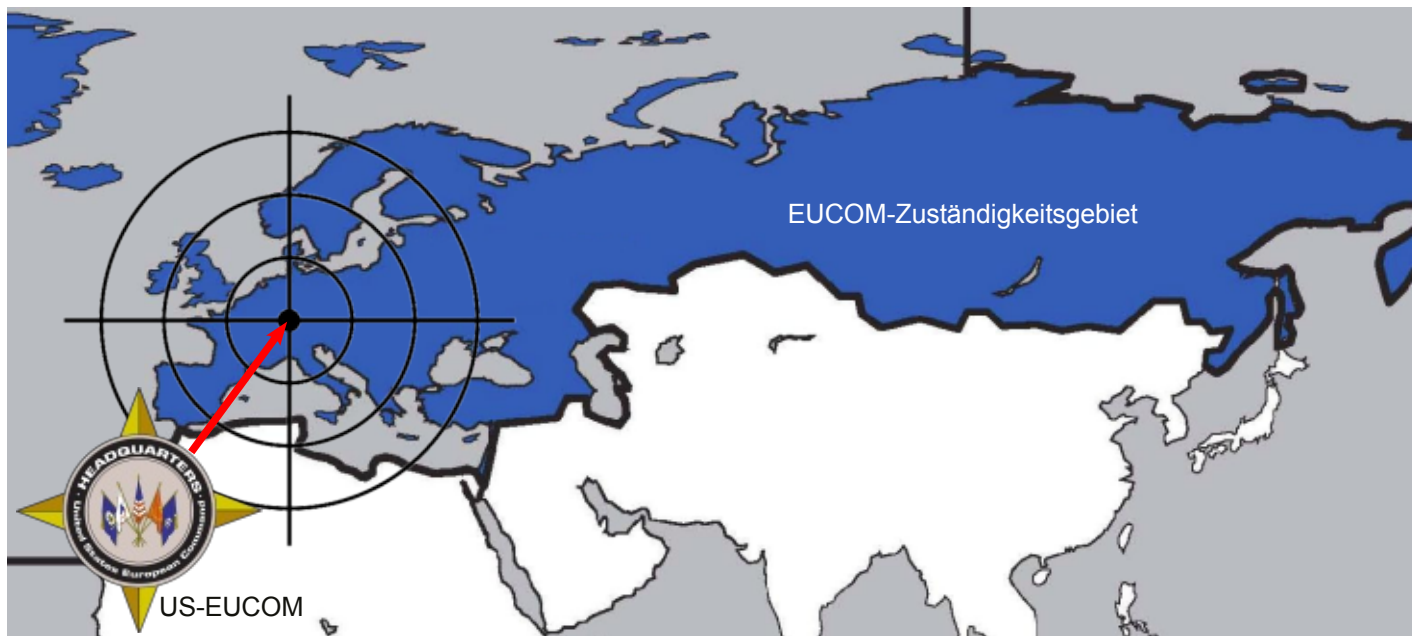 EUCOM-Zuständigkeitsgebiet
· HEADQUARTERS ·
United States European Command
US-EUCOM